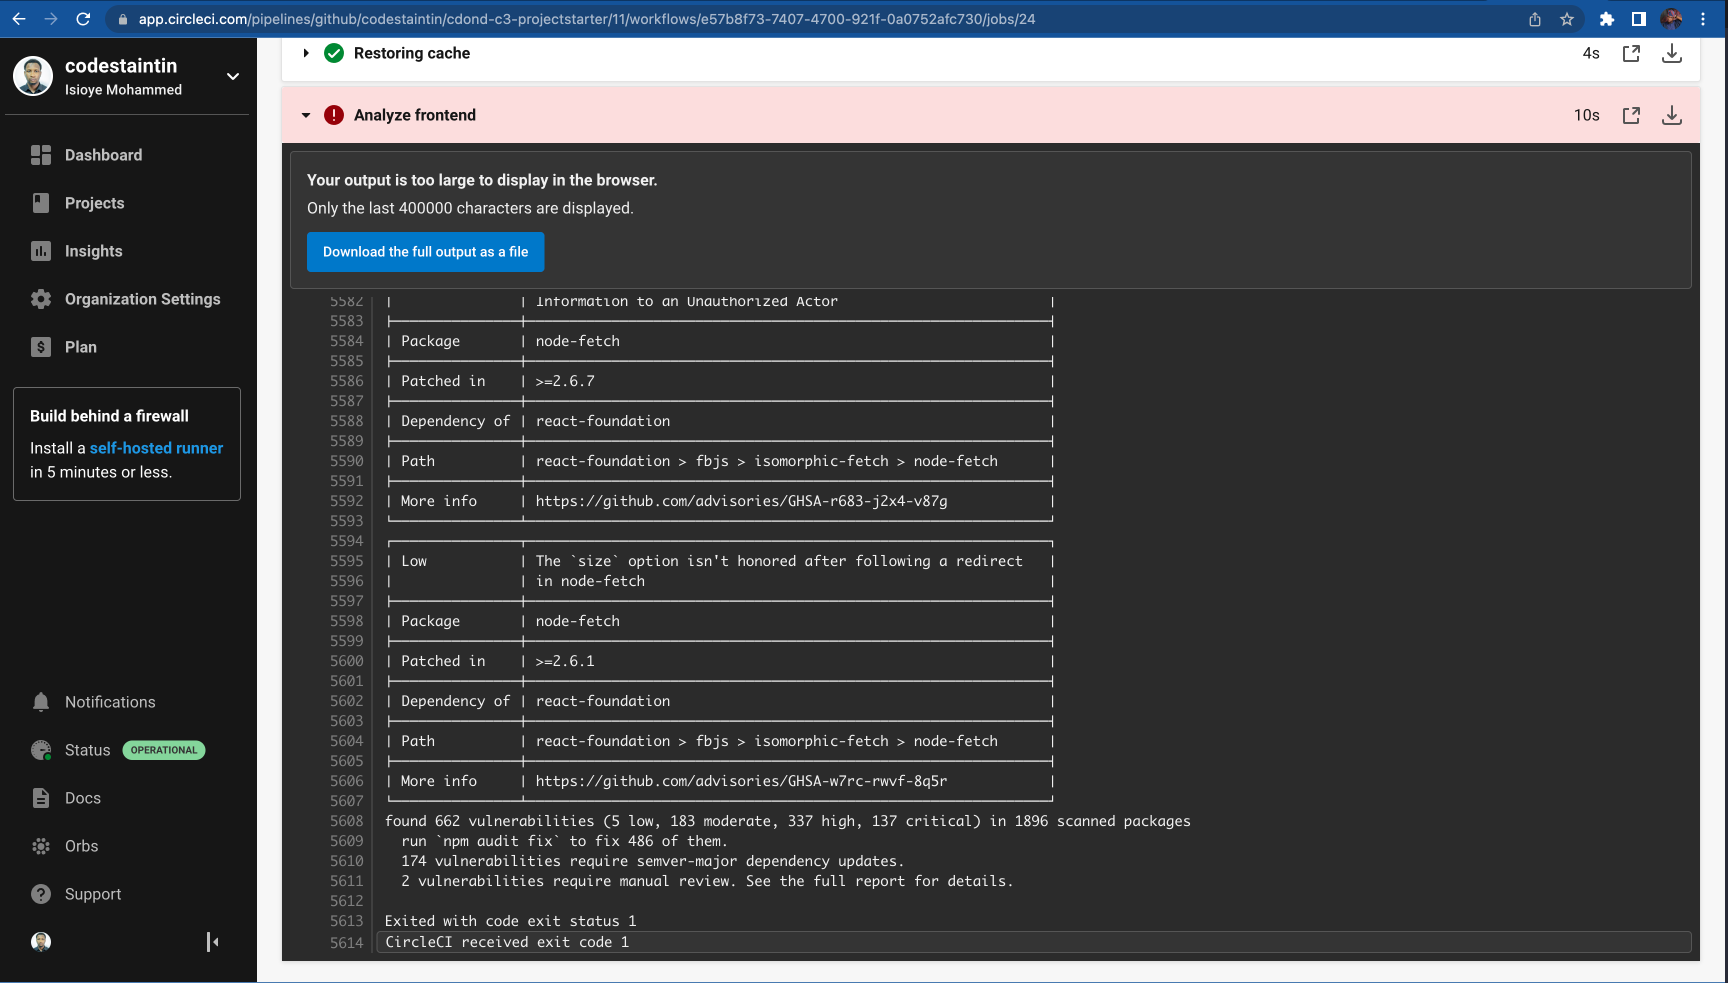 app.circleci.com/pipelines/github/codestaintin/cdond-c3-projectstarter/11/workflows/e57b8f73-7407-4700-921f-0a0752afc730/jobs/24
codestaintin
Isioye Mohammed
Dashboard
Projects
Insights
Organization Settings
Plan
Build behind a firewall
Install a self-hosted runner
in 5 minutes or less.
Notifications
Status OPERATIONAL
Docs
Orbs
Support
Restoring cache 4s
Analyze frontend 10s
Your output is too large to display in the browser.
Only the last 400000 characters are displayed.
Download the full output as a file
5582 | | Information to an Unauthorized Actor |
5583
5584 | Package | node-fetch |
5585
5586 | Patched in | >=2.6.7 |
5587
5588 | Dependency of | react-foundation |
5589
5590 | Path | react-foundation > fbjs > isomorphic-fetch > node-fetch |
5591
5592 | More info | https://github.com/advisories/GHSA-r683-j2x4-v87g |
5593
5594
5595 | Low | The `size` option isn't honored after following a redirect |
5596 | | in node-fetch |
5597
5598 | Package | node-fetch |
5599
5600 | Patched in | >=2.6.1 |
5601
5602 | Dependency of | react-foundation |
5603
5604 | Path | react-foundation > fbjs > isomorphic-fetch > node-fetch |
5605
5606 | More info | https://github.com/advisories/GHSA-w7rc-rwvf-8q5r |
5607
5608 found 662 vulnerabilities (5 low, 183 moderate, 337 high, 137 critical) in 1896 scanned packages
5609 run `npm audit fix` to fix 486 of them.
5610 174 vulnerabilities require semver-major dependency updates.
5611 2 vulnerabilities require manual review. See the full report for details.
5612
5613 Exited with code exit status 1
5614 CircleCI received exit code 1